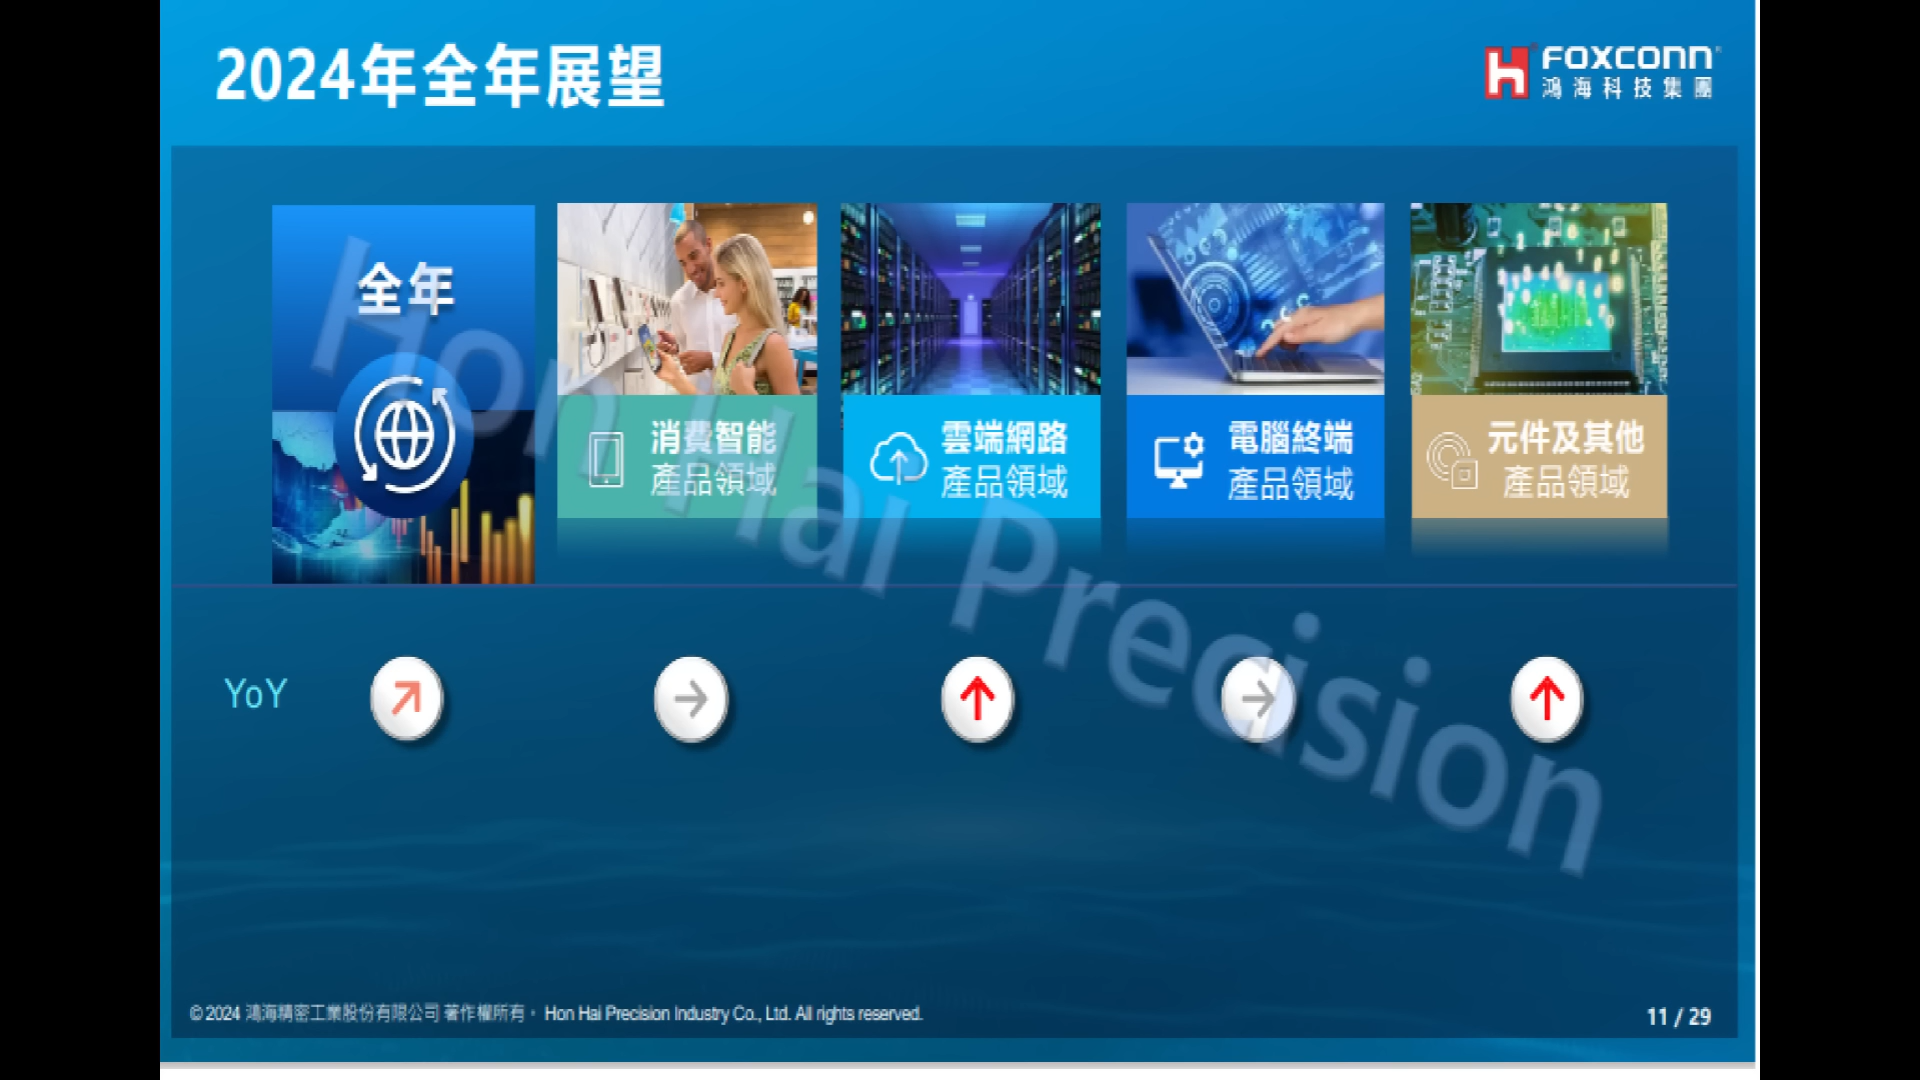 2024年全年展望
FOXCONN
鴻海科技集團
全年
消費智能
產品領域
雲端網路
產品領域
電腦終端
產品領域
元件及其他
產品領域
Hon Hai Precision
YoY
© 2024 鴻海精密工業股份有限公司 著作權所有。 Hon Hai Precision Industry Co., Ltd. All rights reserved.
11 / 29